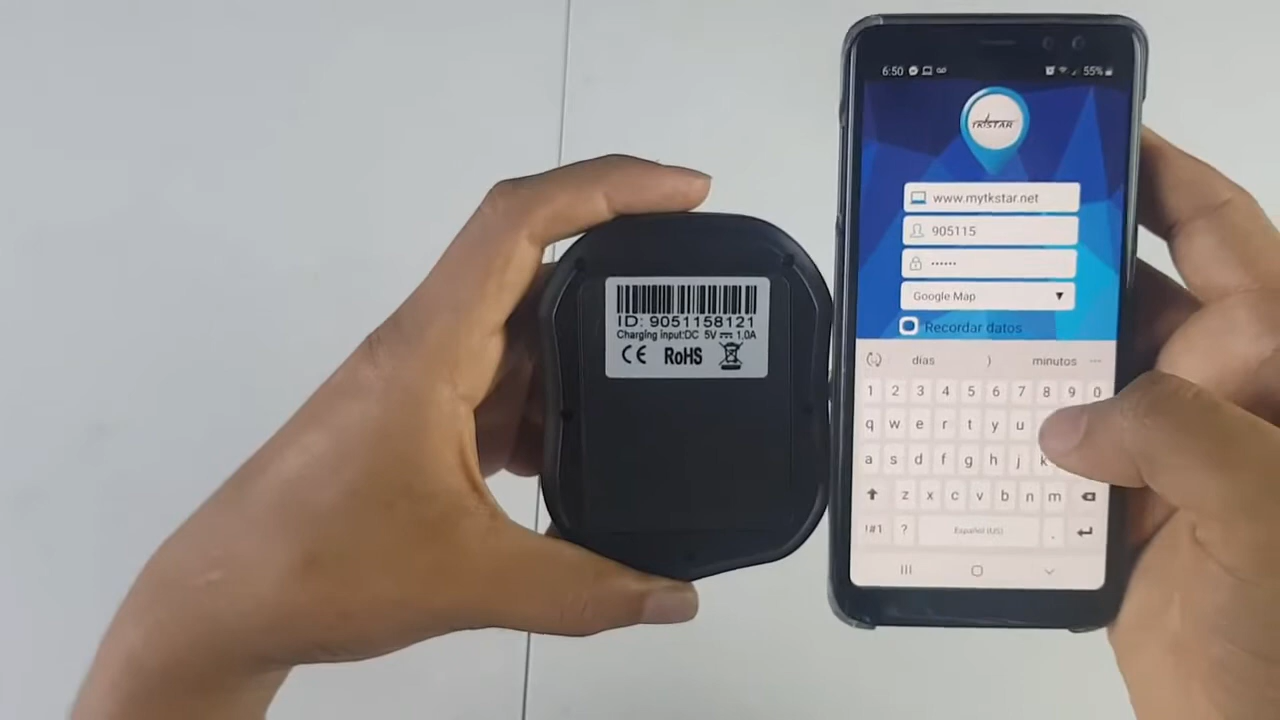 ID: 9051158121
Charging input:DC 5V⎓1.0A
CE RoHS
6:50
55%
TKSTAR
www.mytkstar.net
905115
••••••
Google Map ▼
Recordar datos
días ) minutos ...
1 2 3 4 5 6 7 8 9 0
q w e r t y u
a s d f g h j k
z x c v b n m
!#1 ? Español (US) .